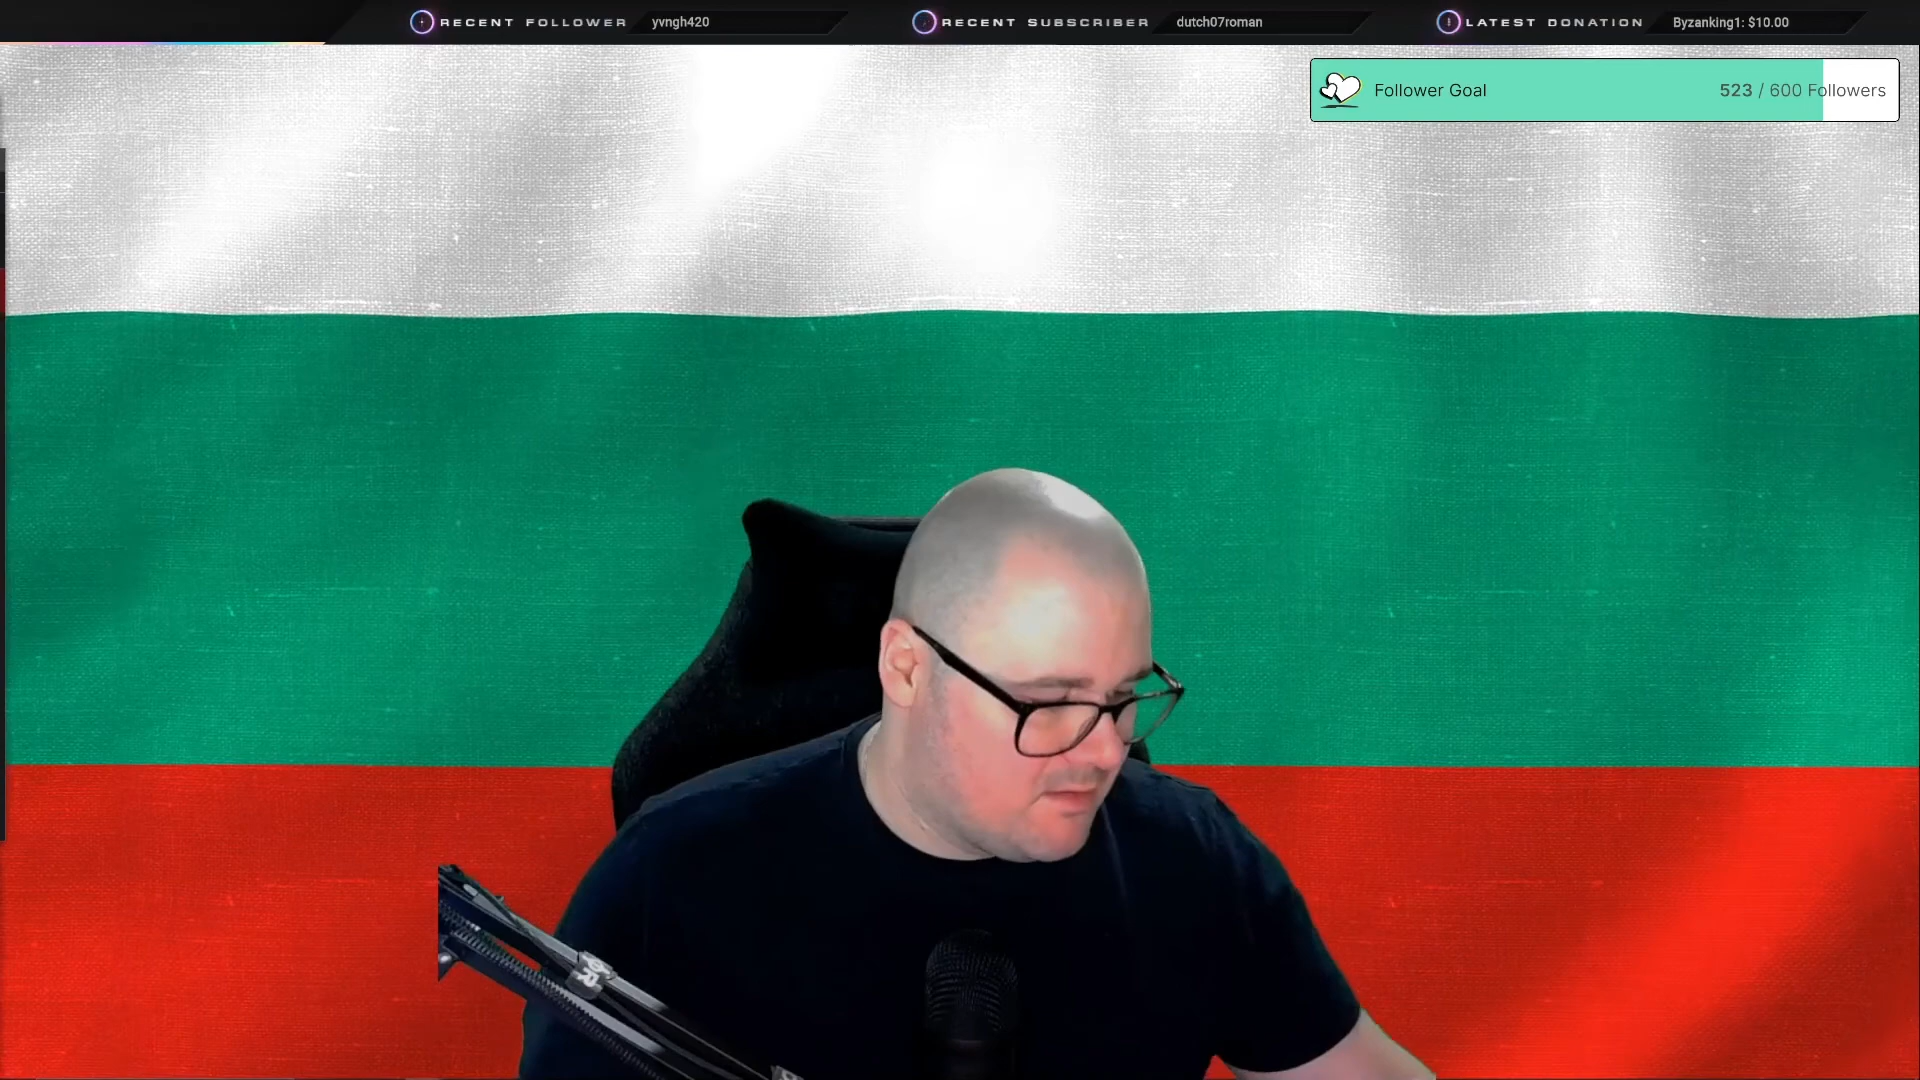 RECENT FOLLOWER yvngh420
RECENT SUBSCRIBER dutch07roman
LATEST DONATION Byzanking1: $10.00
Follower Goal 523 / 600 Followers